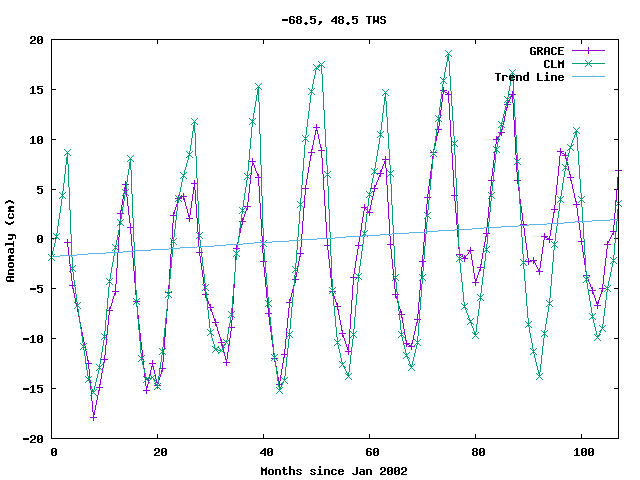 -68.5, 48.5 TWS
GRACE
CLM
Trend Line
20
15
10
5
0
-5
-10
-15
-20
Anomaly (cm)
0 20 40 60 80 100
Months since Jan 2002